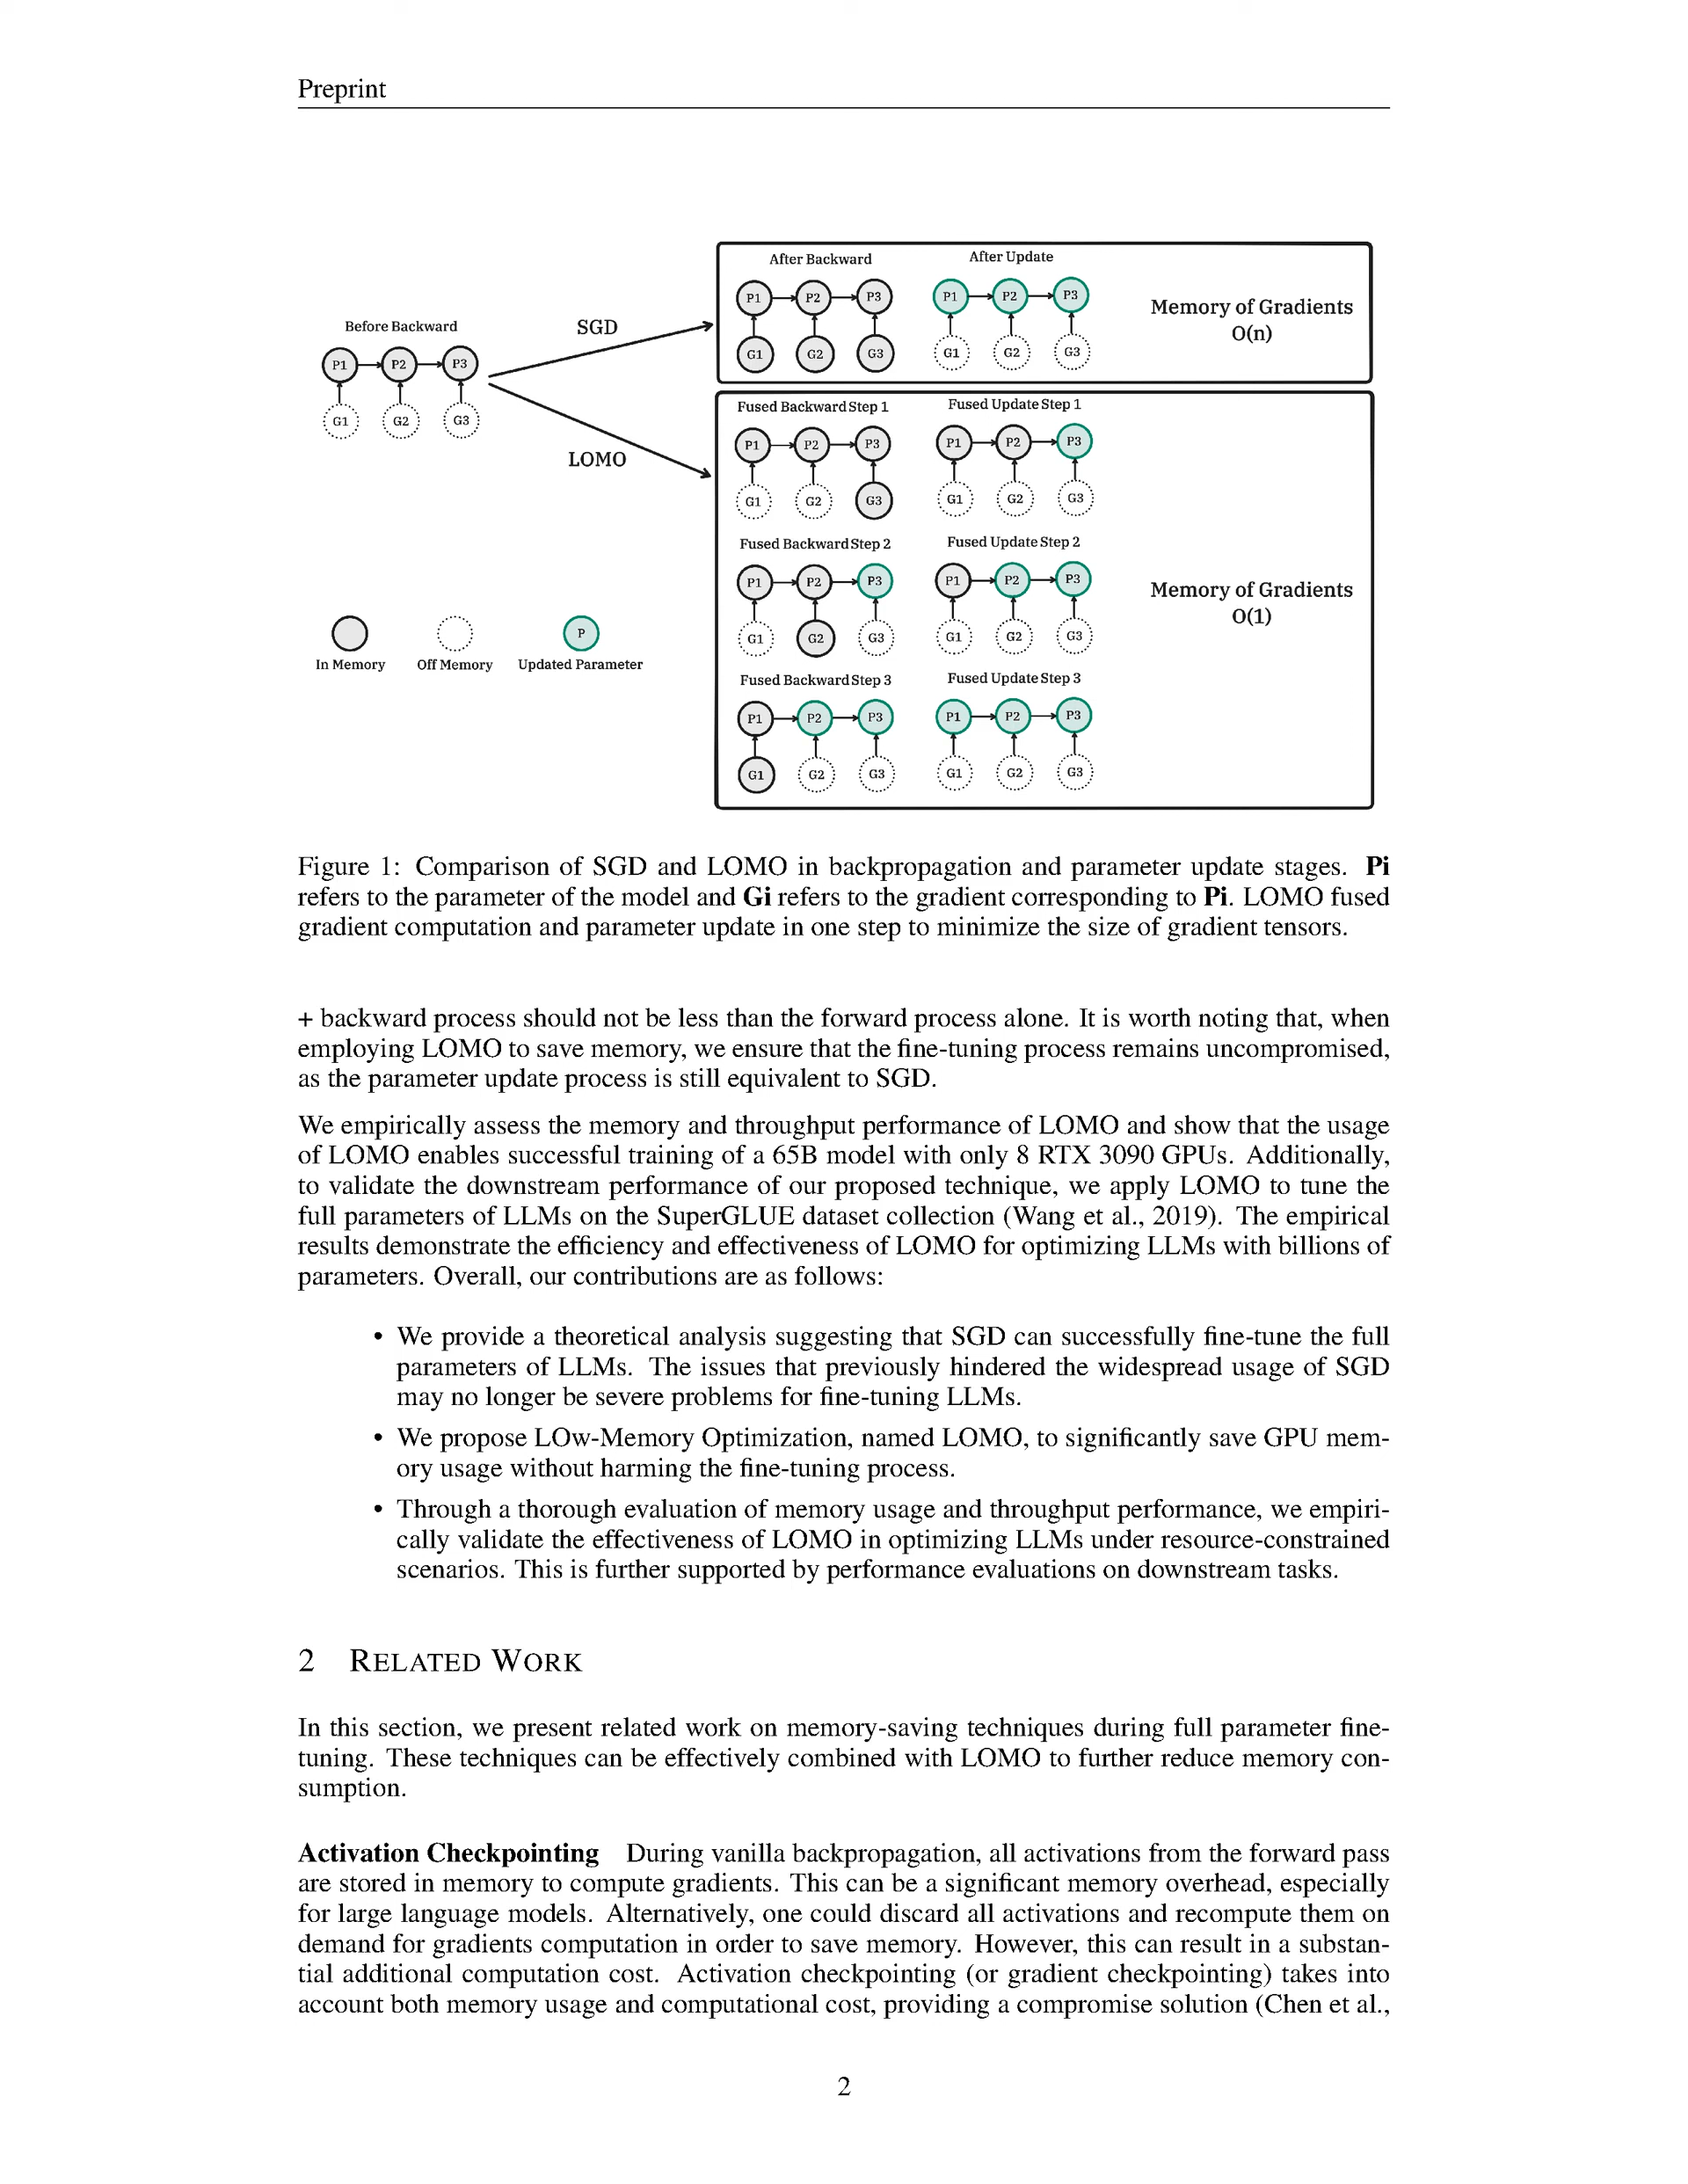 Preprint
After Backward
After Update
P1 P2 P3
P1 P2 P3
G1 G2 G3
G1 G2 G3
Memory of Gradients
O(n)
Before Backward
P1 P2 P3
G1 G2 G3
SGD
LOMO
Fused Backward Step 1
Fused Update Step 1
P1 P2 P3
P1 P2 P3
G1 G2 G3
G1 G2 G3
Fused Backward Step 2
Fused Update Step 2
P1 P2 P3
P1 P2 P3
G1 G2 G3
G1 G2 G3
Memory of Gradients
O(1)
Fused Backward Step 3
Fused Update Step 3
P1 P2 P3
P1 P2 P3
G1 G2 G3
G1 G2 G3
P
In Memory
Off Memory
Updated Parameter
Figure 1: Comparison of SGD and LOMO in backpropagation and parameter update stages. Pi
refers to the parameter of the model and Gi refers to the gradient corresponding to Pi. LOMO fused
gradient computation and parameter update in one step to minimize the size of gradient tensors.
+ backward process should not be less than the forward process alone. It is worth noting that, when
employing LOMO to save memory, we ensure that the fine-tuning process remains uncompromised,
as the parameter update process is still equivalent to SGD.
We empirically assess the memory and throughput performance of LOMO and show that the usage
of LOMO enables successful training of a 65B model with only 8 RTX 3090 GPUs. Additionally,
to validate the downstream performance of our proposed technique, we apply LOMO to tune the
full parameters of LLMs on the SuperGLUE dataset collection (Wang et al., 2019). The empirical
results demonstrate the efficiency and effectiveness of LOMO for optimizing LLMs with billions of
parameters. Overall, our contributions are as follows:
• We provide a theoretical analysis suggesting that SGD can successfully fine-tune the full
parameters of LLMs. The issues that previously hindered the widespread usage of SGD
may no longer be severe problems for fine-tuning LLMs.
• We propose LOw-Memory Optimization, named LOMO, to significantly save GPU mem-
ory usage without harming the fine-tuning process.
• Through a thorough evaluation of memory usage and throughput performance, we empiri-
cally validate the effectiveness of LOMO in optimizing LLMs under resource-constrained
scenarios. This is further supported by performance evaluations on downstream tasks.
2 RELATED WORK
In this section, we present related work on memory-saving techniques during full parameter fine-
tuning. These techniques can be effectively combined with LOMO to further reduce memory con-
sumption.
Activation Checkpointing During vanilla backpropagation, all activations from the forward pass
are stored in memory to compute gradients. This can be a significant memory overhead, especially
for large language models. Alternatively, one could discard all activations and recompute them on
demand for gradients computation in order to save memory. However, this can result in a substan-
tial additional computation cost. Activation checkpointing (or gradient checkpointing) takes into
account both memory usage and computational cost, providing a compromise solution (Chen et al.,
2